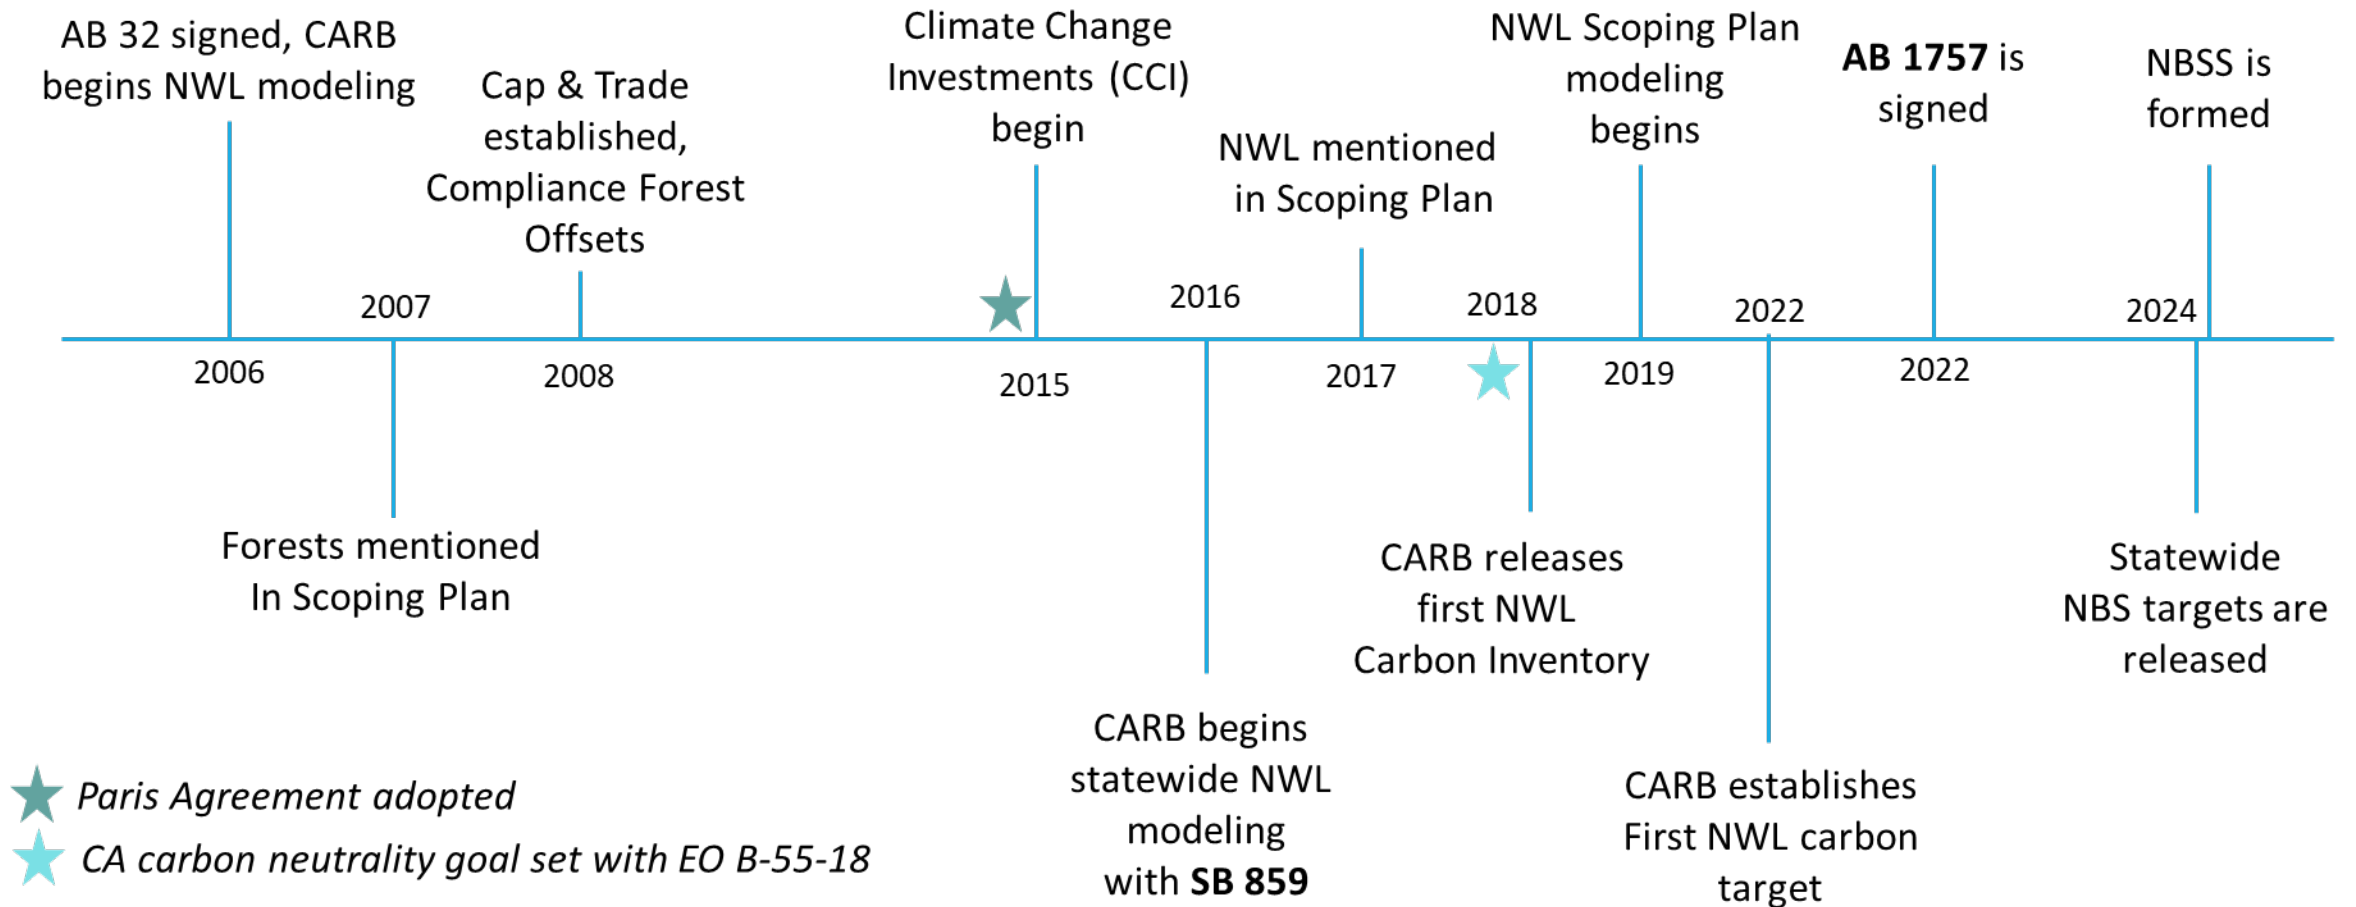 AB 32 signed, CARB
begins NWL modeling
2006
2007
Forests mentioned
In Scoping Plan
Cap & Trade
established,
Compliance Forest
Offsets
2008
Climate Change
Investments (CCI)
begin
2015
2016
CARB begins
statewide NWL
modeling
with SB 859
NWL mentioned
in Scoping Plan
2017
2018
CARB releases
first NWL
Carbon Inventory
NWL Scoping Plan
modeling
begins
2019
2022
CARB establishes
First NWL carbon
target
AB 1757 is
signed
2022
NBSS is
formed
2024
Statewide
NBS targets are
released
Paris Agreement adopted
CA carbon neutrality goal set with EO B-55-18